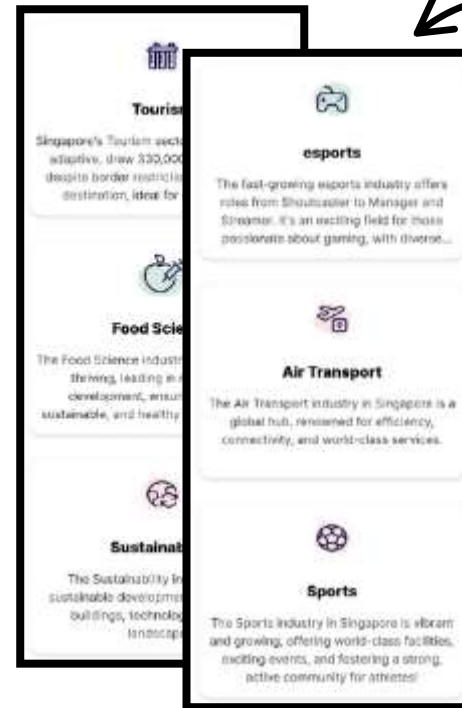 Touris
Singapore's Tourism secto
adaptive, drew 330,000
despite border restrictio
destination, ideal for
Food Scie
The Food Science industr
thriving, leading in
development, ensur
sustainable, and healthy
Sustainab
The Sustainability in
sustainable developmen
buildings, technolog
landscape
esports
The fast-growing esports industry offers
roles from Shoutcaster to Manager and
Streamer. It's an exciting field for those
passionate about gaming, with diverse...
Air Transport
The Air Transport industry in Singapore is a
global hub, renowned for efficiency,
connectivity, and world-class services.
Sports
The Sports industry in Singapore is vibrant
and growing, offering world-class facilities,
exciting events, and fostering a strong,
active community for athletes!